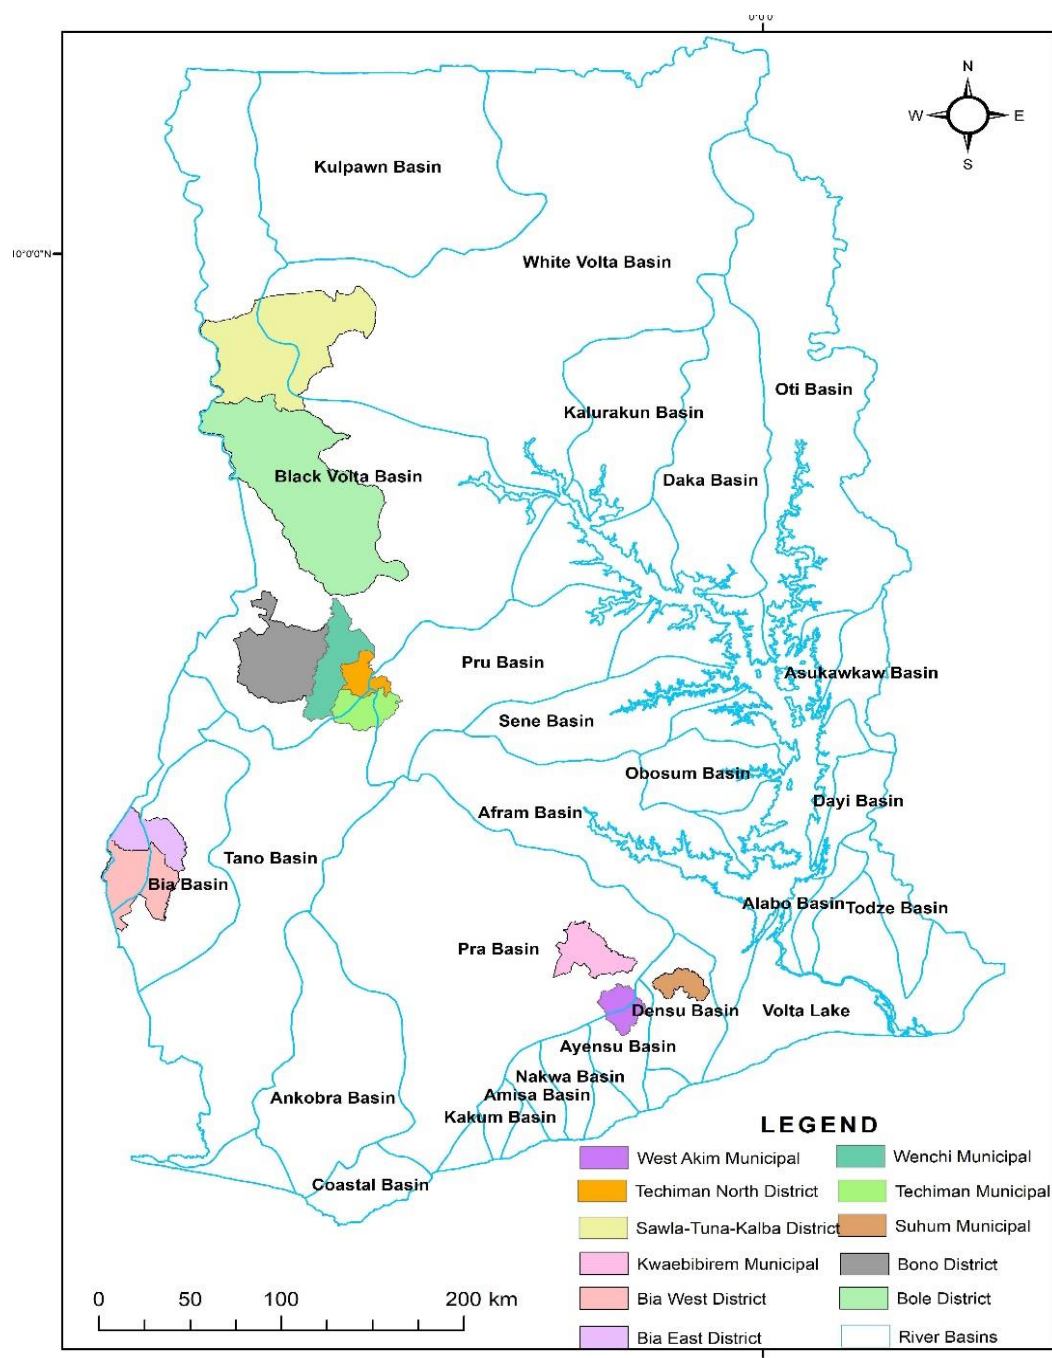 0°0'0"
N
W E
S
Kulpawn Basin
10°0'0"N
White Volta Basin
Oti Basin
Kalurakun Basin
Black Volta Basin
Daka Basin
Pru Basin
Asukawkaw Basin
Sene Basin
Obosum Basin
Dayi Basin
Afram Basin
Tano Basin
Bia Basin
Alabo Basin
Todze Basin
Pra Basin
Densu Basin
Volta Lake
Ayensu Basin
Nakwa Basin
Amisa Basin
Ankobra Basin
Kakum Basin
Coastal Basin
LEGEND
West Akim Municipal
Wenchi Municipal
Techiman North District
Techiman Municipal
Sawla-Tuna-Kalba District
Suhum Municipal
Kwaebibirem Municipal
Bono District
Bia West District
Bole District
Bia East District
River Basins
0 50 100 200 km